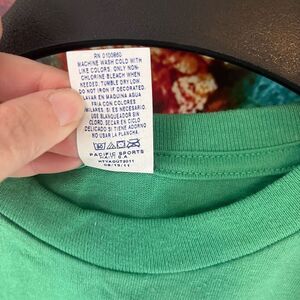 RN 0100860
MACHINE WASH COLD WITH
LIKE COLORS. ONLY NON-
CHLORINE BLEACH WHEN
NEEDED. TUMBLE DRY LOW.
DO NOT IRON IF DECORATED.
LAVAR EN MAQUINA AGUA
FRIA CON COLORES
SIMILARES. SI ES NECESARIO
USE BLANQUEADOR SIN
CLORO. SECAR EN CICLO
DELICADO SI TIENE ADORNO
NO USAR LA PLANCHA.
PACIFIC SPORTS
HAITI S.A.